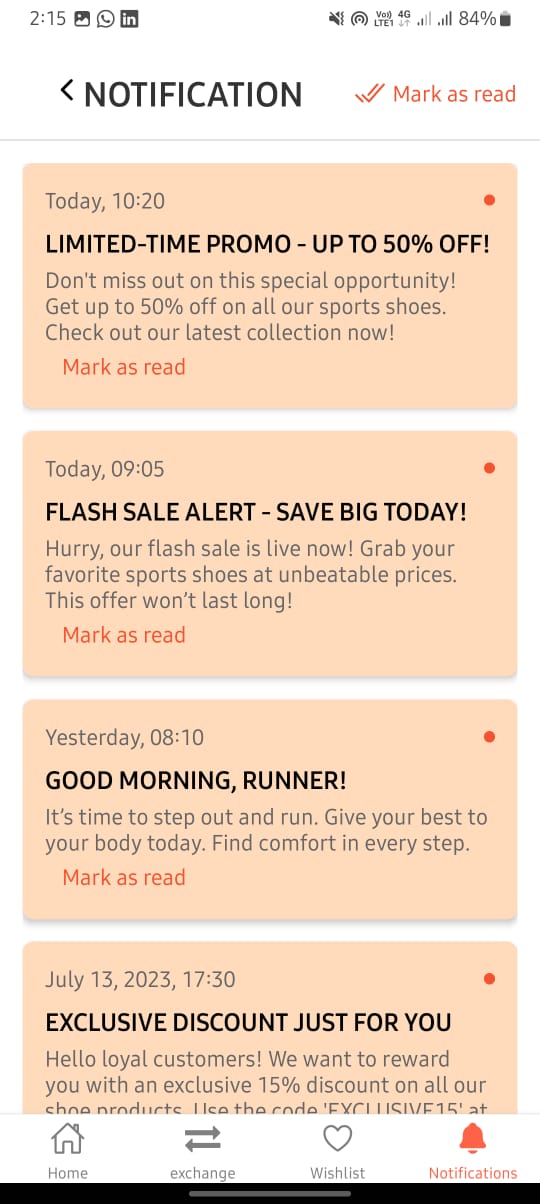 2:15
Vo))
LTE1
4G
84%
NOTIFICATION
Mark as read
Today, 10:20
LIMITED-TIME PROMO - UP TO 50% OFF!
Don't miss out on this special opportunity!
Get up to 50% off on all our sports shoes.
Check out our latest collection now!
Mark as read
Today, 09:05
FLASH SALE ALERT - SAVE BIG TODAY!
Hurry, our flash sale is live now! Grab your
favorite sports shoes at unbeatable prices.
This offer won’t last long!
Mark as read
Yesterday, 08:10
GOOD MORNING, RUNNER!
It’s time to step out and run. Give your best to
your body today. Find comfort in every step.
Mark as read
July 13, 2023, 17:30
EXCLUSIVE DISCOUNT JUST FOR YOU
Hello loyal customers! We want to reward
you with an exclusive 15% discount on all our
shoe products. Use the code 'EXCLUSIVE15' at
Home
exchange
Wishlist
Notifications